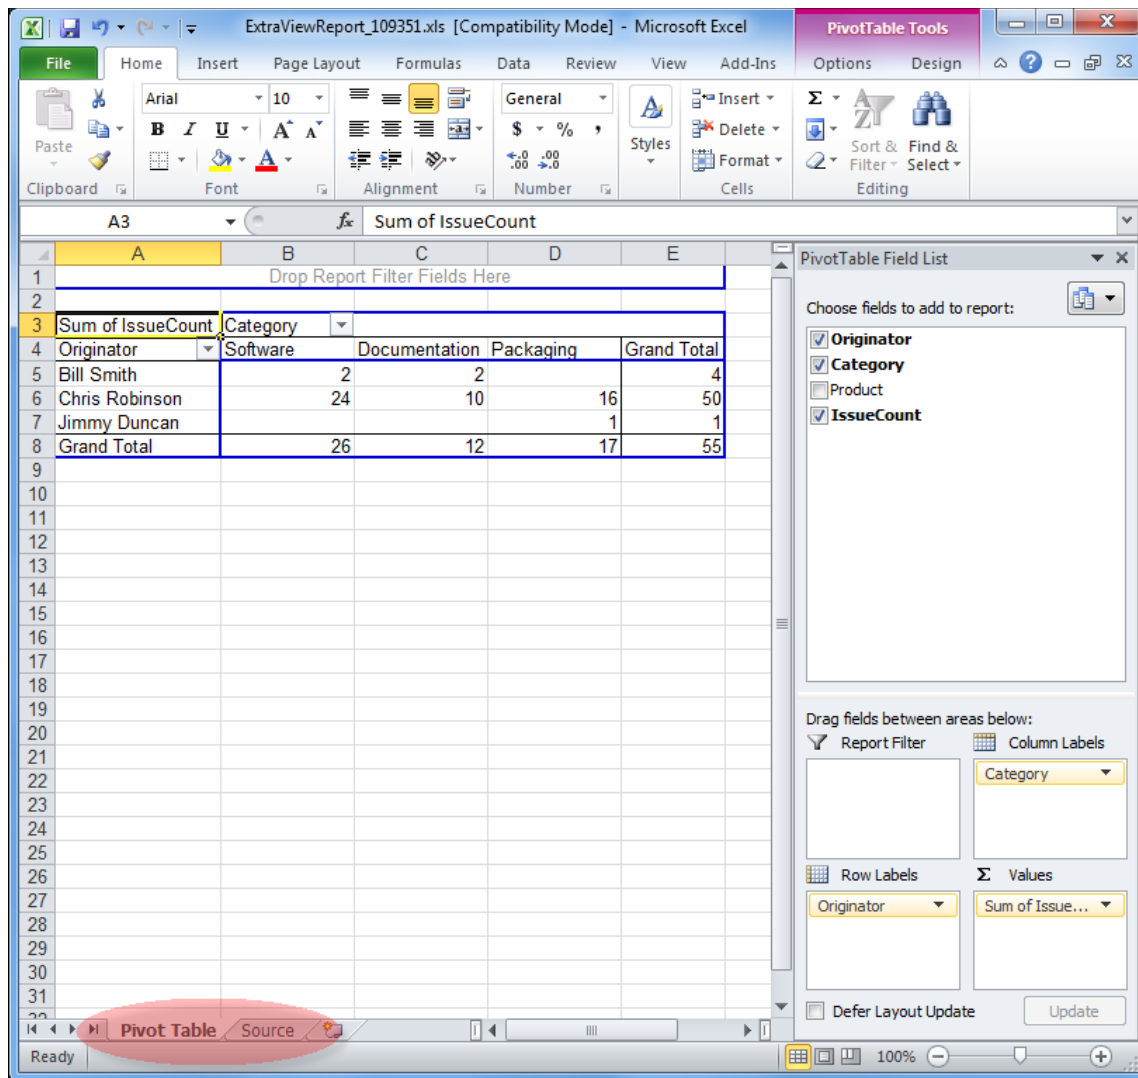 ExtraViewReport_109351.xls [Compatibility Mode] - Microsoft Excel
PivotTable Tools
File Home Insert Page Layout Formulas Data Review View Add-Ins Options Design
Arial 10 General Insert Σ
Paste B I U A A $ % , Styles Delete Sort & Filter Find & Select
A Format
Clipboard Font Alignment Number Cells Editing
A3 fx Sum of IssueCount
A B C D E
1 Drop Report Filter Fields Here
2
3 Sum of IssueCount Category
4 Originator Software Documentation Packaging Grand Total
5 Bill Smith 2 2 4
6 Chris Robinson 24 10 16 50
7 Jimmy Duncan 1 1
8 Grand Total 26 12 17 55
9
10
11
12
13
14
15
16
17
18
19
20
21
22
23
24
25
26
27
28
29
30
31
PivotTable Field List
Choose fields to add to report:
Originator
Category
Product
IssueCount
Drag fields between areas below:
Report Filter Column Labels
Category
Row Labels Σ Values
Originator Sum of Issue...
Defer Layout Update Update
Pivot Table Source
Ready 100%